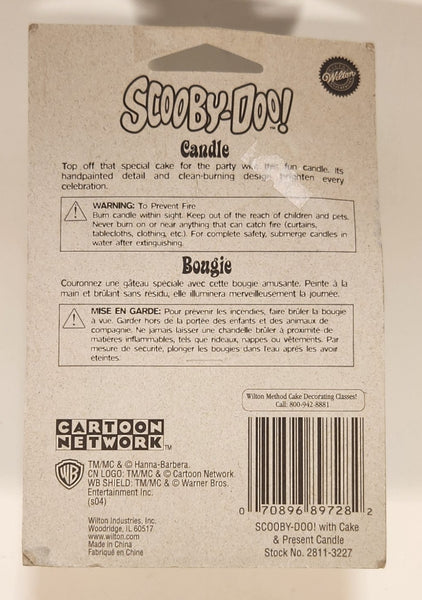 SCOOBY-DOO!™
Wilton
Candle
Top off that special cake for the party with this fun candle. Its
handpainted detail and clean-burning design brighten every
celebration.
WARNING: To Prevent Fire
Burn candle within sight. Keep out of the reach of children and pets.
Never burn on or near anything that can catch fire (curtains,
tablecloths, clothing, etc.) For complete safety, submerge candles in
water after extinguishing.
Bougie
Couronnez une gâteau spéciale avec cette bougie amusante. Peinte à la
main et brûlant sans résidu, elle illumera merveilleusement la journée.
MISE EN GARDE: Pour prévenir les incendies, faire brûler la bougie
à vue. Garder hors de la portée des enfants et des animaux de
compagnie. Ne jamais laisser une chandelle brûler à proximité de
matières inflammables, tels que rideaux, nappes ou vêtements. Par
mesure de securité, plonger les bougies dans l'eau après les avoir
éteintes.
Wilton Method Cake Decorating Classes!
Call: 800-942-8881
CARTOON
NETWORK™
WB
TM/MC & © Hanna-Barbera.
CN LOGO: TM/MC & © Cartoon Network.
WB SHIELD: TM/MC & © Warner Bros.
Entertainment Inc.
(s04)
Wilton Industries, Inc.
Woodridge, IL 60517
www.wilton.com
Made in China
Fabriqué en Chine
0 70896 89728 2
SCOOBY-DOO! with Cake
& Present Candle
Stock No. 2811-3227